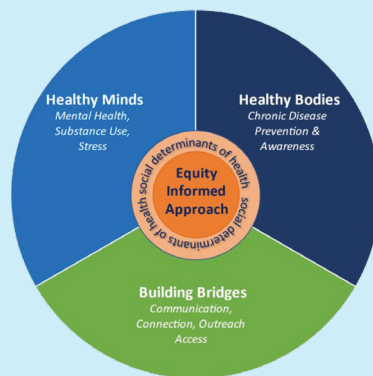 Healthy Minds
Mental Health,
Substance Use,
Stress
Healthy Bodies
Chronic Disease
Prevention &
Awareness
social determinants of health social determinants of health
Equity
Informed
Approach
Building Bridges
Communication,
Connection, Outreach
Access